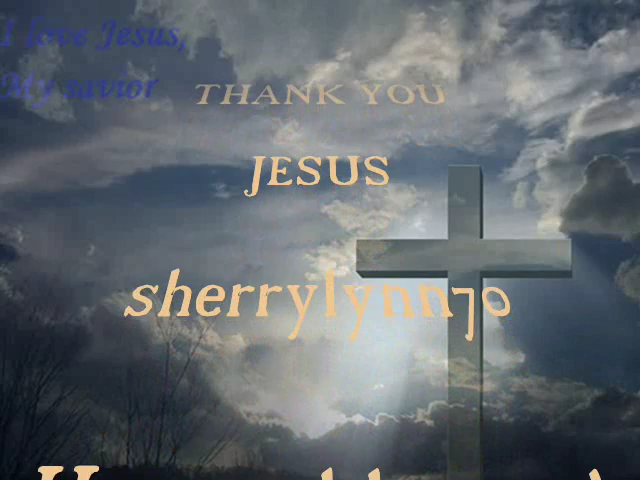 I love Jesus,
My savior
THANK YOU
JESUS
sherrylynn70